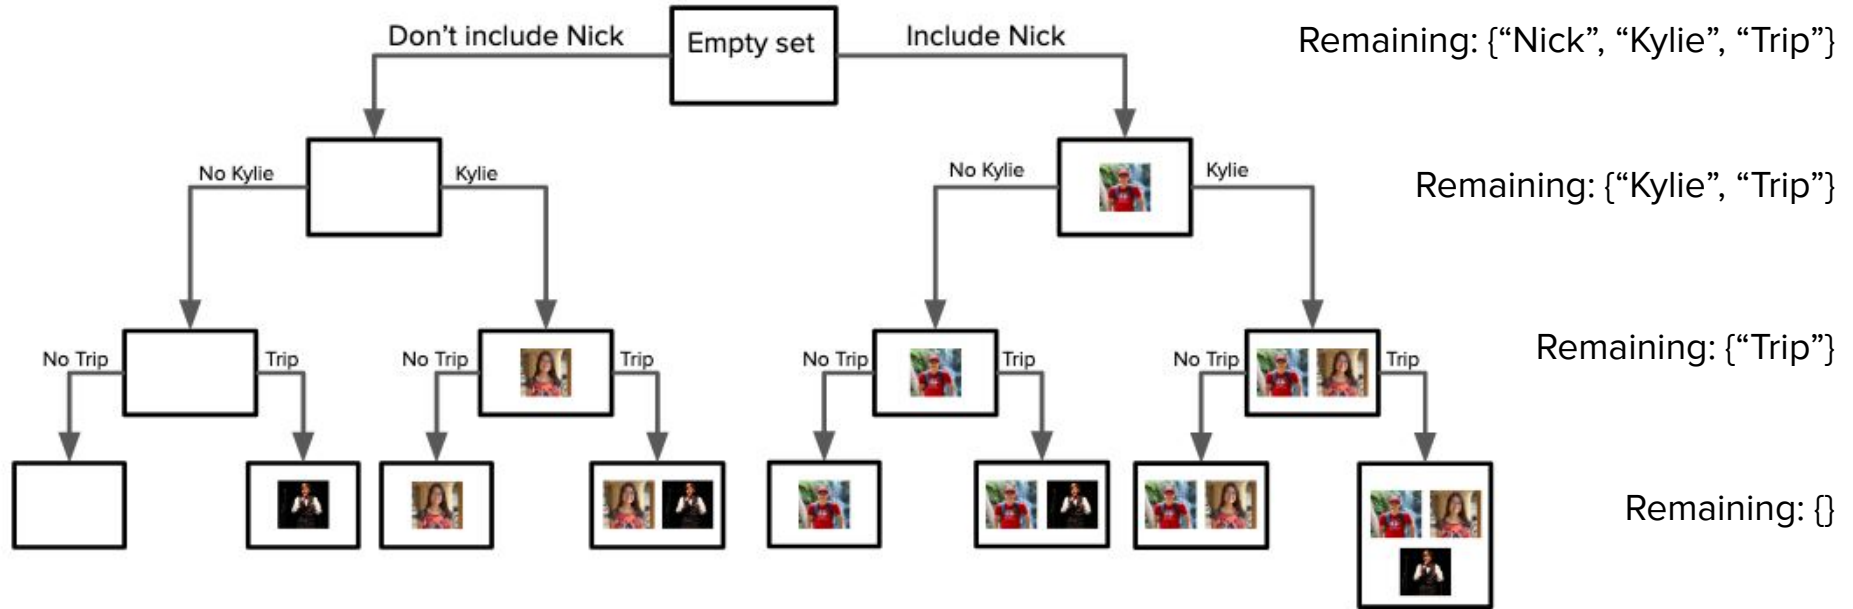 Don't include Nick
Empty set
Include Nick
Remaining: {“Nick”, “Kylie”, “Trip”}
No Kylie
Kylie
No Kylie
Kylie
Remaining: {“Kylie”, “Trip”}
No Trip
Trip
No Trip
Trip
No Trip
Trip
No Trip
Trip
Remaining: {“Trip”}
Remaining: {}